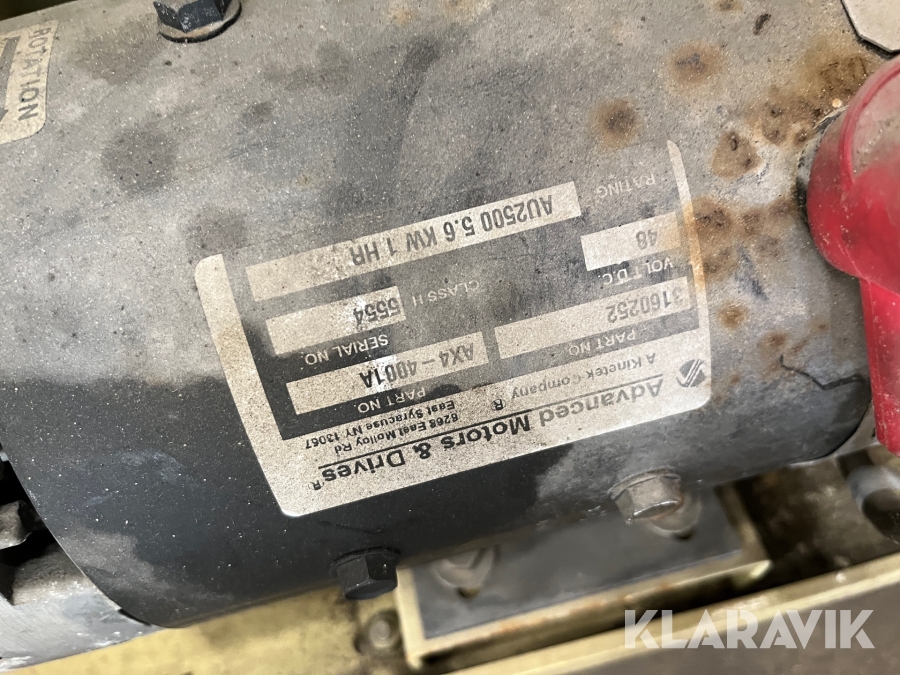 Advanced Motors & Drives R
A Kinetek Company R
6268 East Molloy Rd
East Syracuse NY 13067
PART NO.
3160252
PART NO.
AX4-4001A
VOLT D.C.
48
SERIAL NO.
5554
RATING
CLASS H
AU2500 5.6 KW 1 HR
ROTATION
KLARAVIK